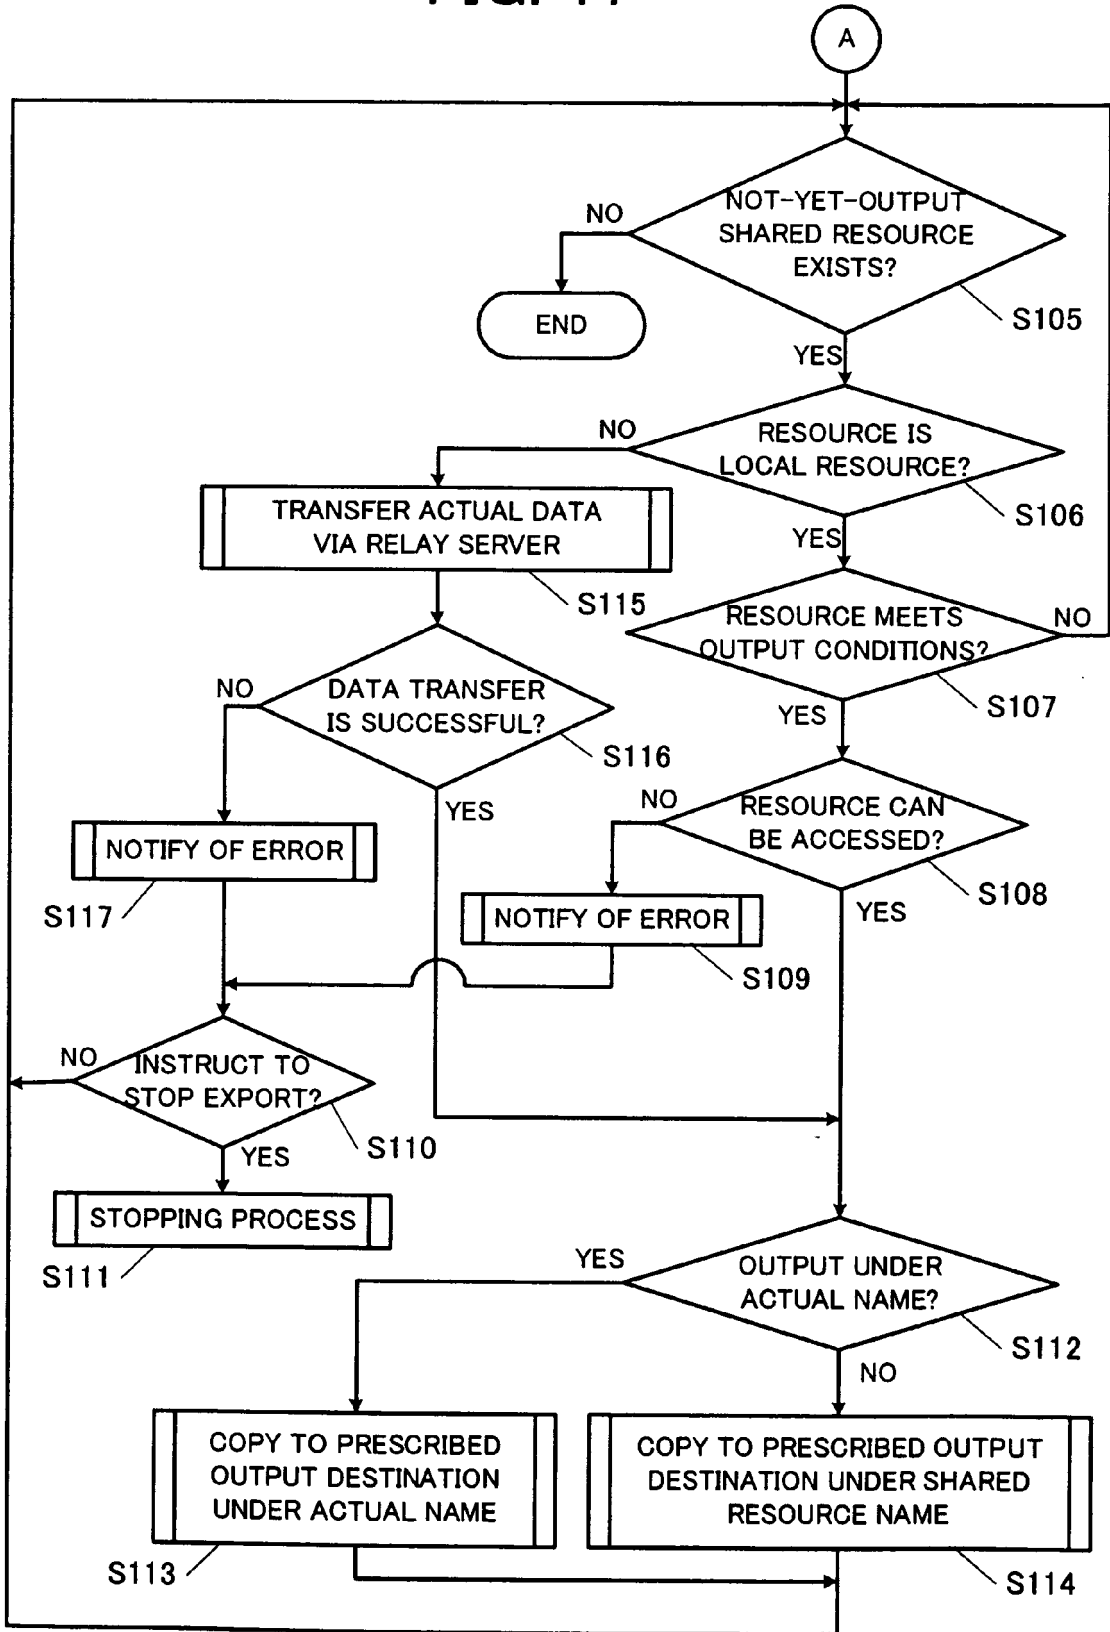 A
NOT-YET-OUTPUT
SHARED RESOURCE
EXISTS?
NO
S105
END
YES
RESOURCE IS
LOCAL RESOURCE?
NO
S106
TRANSFER ACTUAL DATA
VIA RELAY SERVER
YES
S115
RESOURCE MEETS
OUTPUT CONDITIONS?
NO
S107
DATA TRANSFER
IS SUCCESSFUL?
NO
YES
S116
YES
RESOURCE CAN
BE ACCESSED?
NO
S108
NOTIFY OF ERROR
S117
YES
NOTIFY OF ERROR
S109
INSTRUCT TO
STOP EXPORT?
NO
S110
YES
STOPPING PROCESS
S111
OUTPUT UNDER
ACTUAL NAME?
YES
S112
NO
COPY TO PRESCRIBED
OUTPUT DESTINATION
UNDER ACTUAL NAME
S113
COPY TO PRESCRIBED OUTPUT
DESTINATION UNDER SHARED
RESOURCE NAME
S114